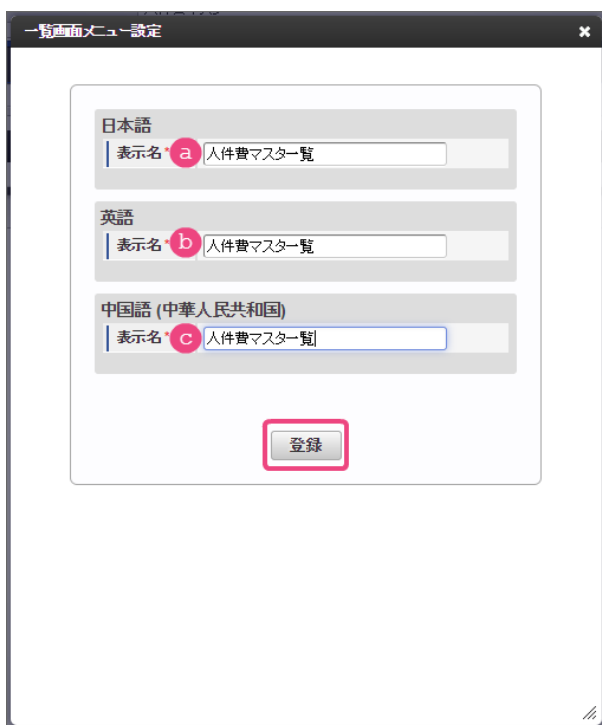 一覧画面メニュー設定 ×
日本語
表示名* a 人件費マスタ一覧
英語
表示名* b 人件費マスタ一覧
中国語 (中華人民共和国)
表示名* c 人件費マスタ一覧
登録